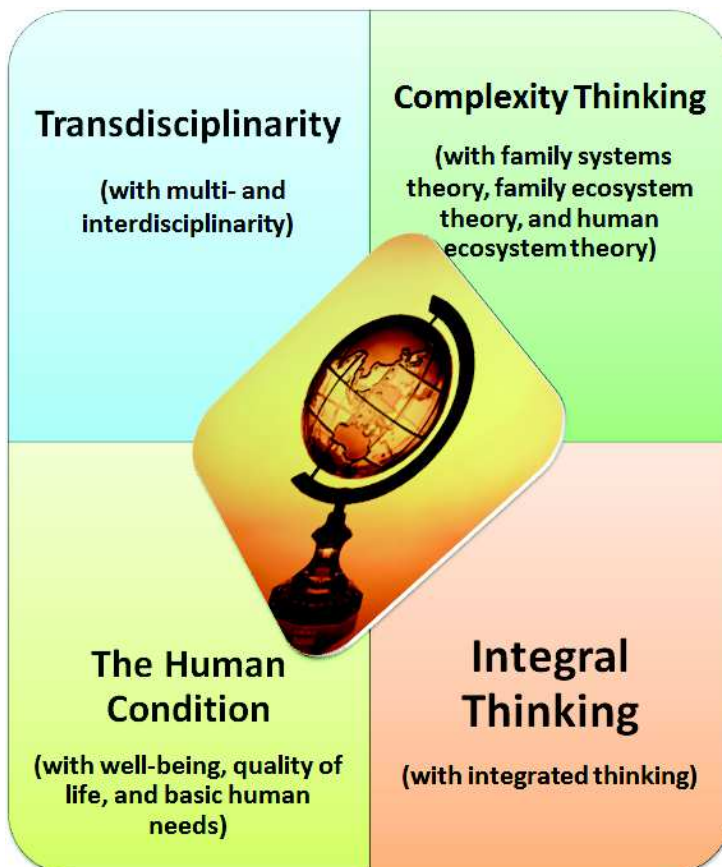 Transdisciplinarity
(with multi- and
interdisciplinarity)
Complexity Thinking
(with family systems
theory, family ecosystem
theory, and human
ecosystem theory)
The Human
Condition
(with well-being, quality of
life, and basic human
needs)
Integral
Thinking
(with integrated thinking)